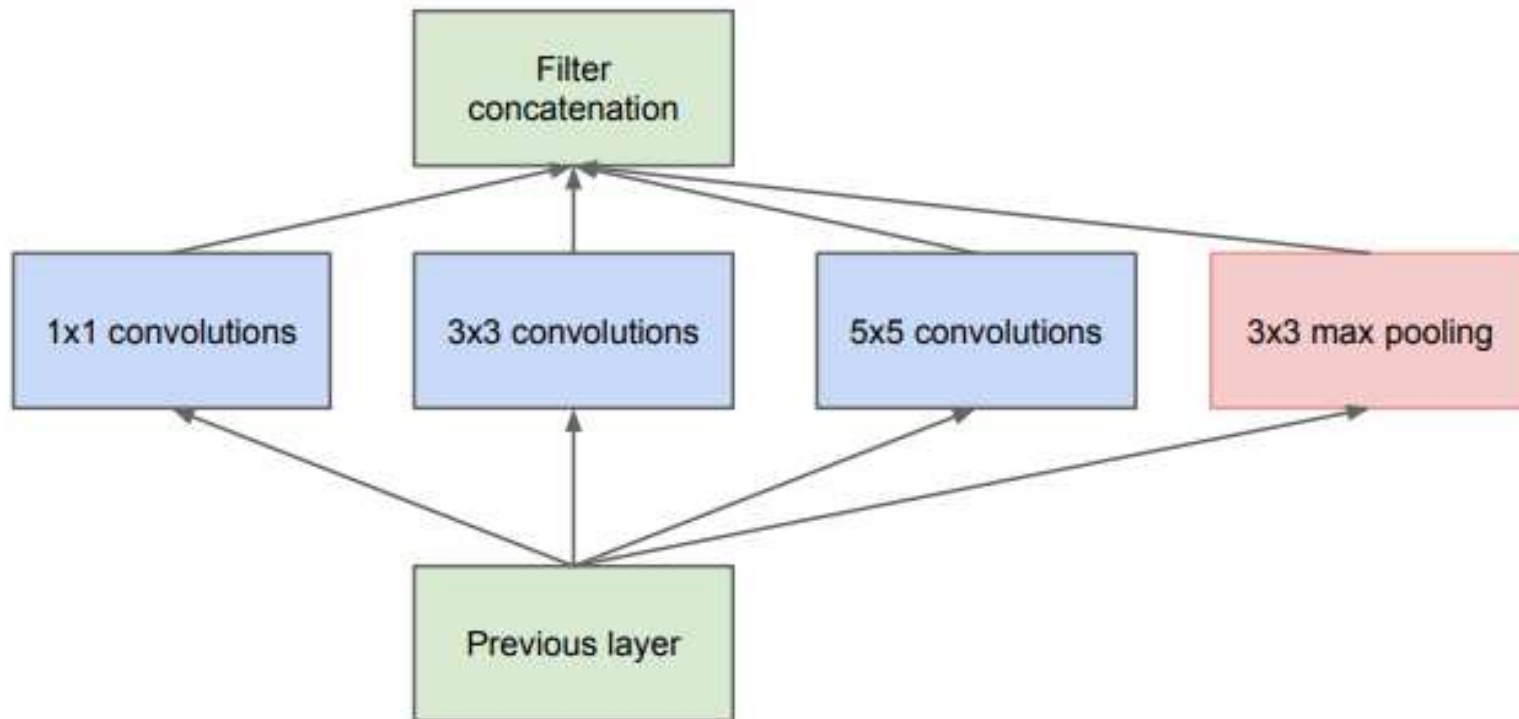 Filter
concatenation
1x1 convolutions
3x3 convolutions
5x5 convolutions
3x3 max pooling
Previous layer